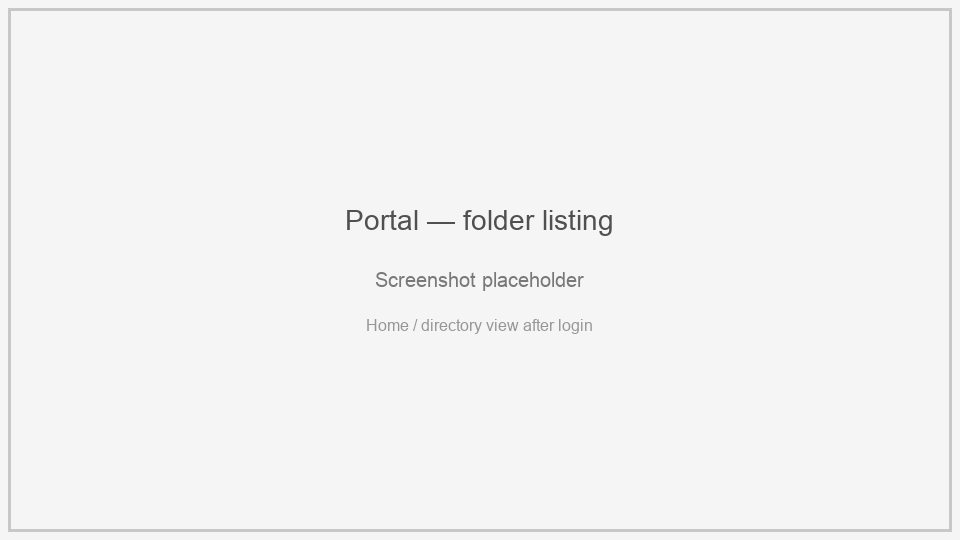 Portal — folder listing
Screenshot placeholder
Home / directory view after login